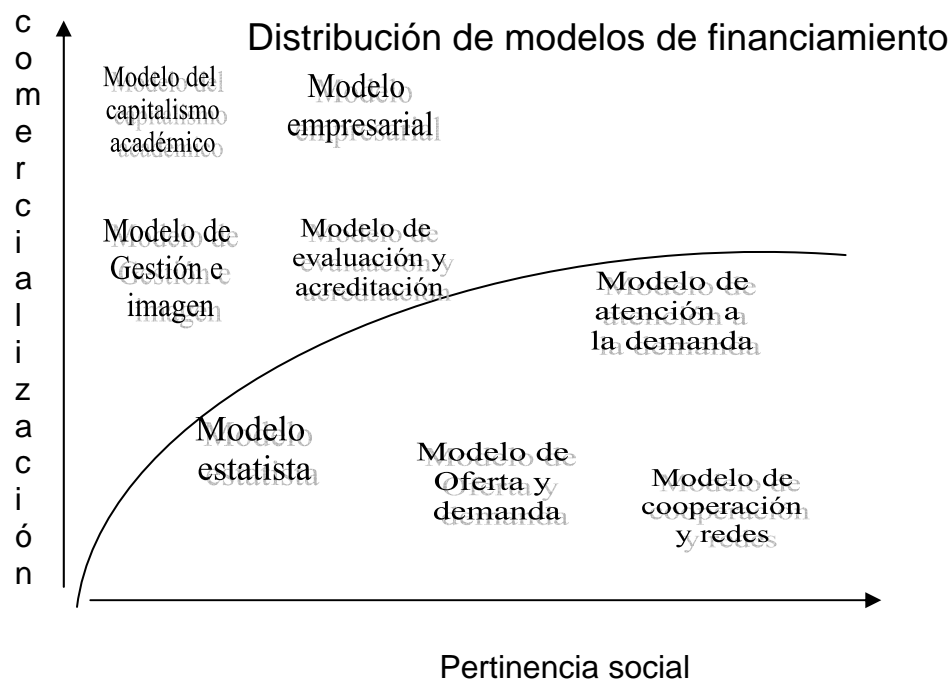 comercialización
Distribución de modelos de financiamiento
Modelo del
capitalismo
académico
Modelo
empresarial
Modelo de
Gestión e
imagen
Modelo de
evaluación y
acreditación
Modelo de
atención a
la demanda
Modelo
estatista
Modelo de
Oferta y
demanda
Modelo de
cooperación
y redes
Pertinencia social